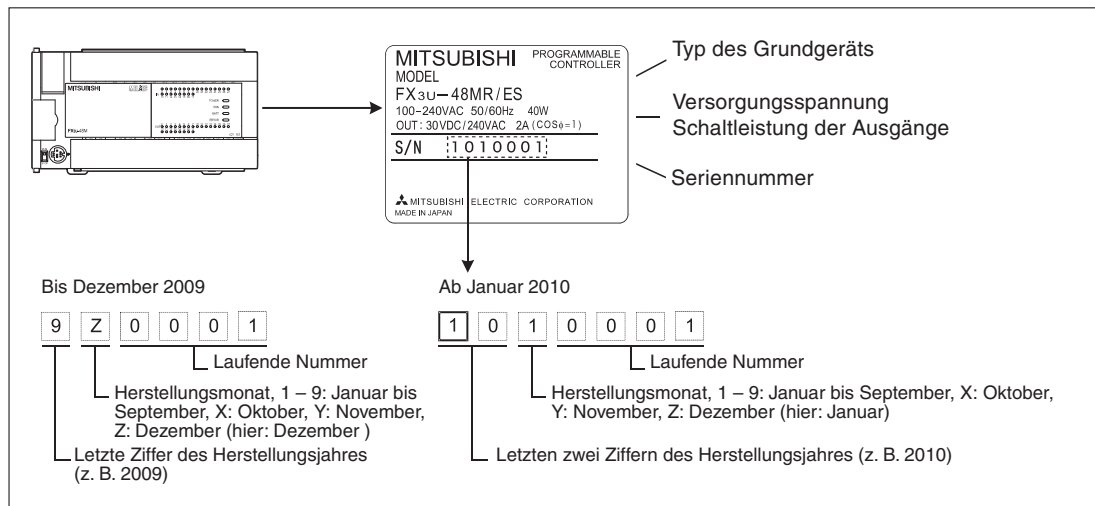 MITSUBISHI
FX3U-48M
MITSUBISHI PROGRAMMABLE CONTROLLER
MODEL
FX3U-48MR/ES
100-240VAC 50/60Hz 40W
OUT: 30VDC/240VAC 2A (COSφ=1)
S/N 1010001
MITSUBISHI ELECTRIC CORPORATION
MADE IN JAPAN
Typ des Grundgeräts
Versorgungsspannung
Schaltleistung der Ausgänge
Seriennummer
Bis Dezember 2009
9 Z 0 0 0 1
Laufende Nummer
Herstellungsmonat, 1 – 9: Januar bis
September, X: Oktober, Y: November,
Z: Dezember (hier: Dezember )
Letzte Ziffer des Herstellungsjahres
(z. B. 2009)
Ab Januar 2010
1 0 1 0 0 0 1
Laufende Nummer
Herstellungsmonat, 1 – 9: Januar bis September, X: Oktober,
Y: November, Z: Dezember (hier: Januar)
Letzten zwei Ziffern des Herstellungsjahres (z. B. 2010)